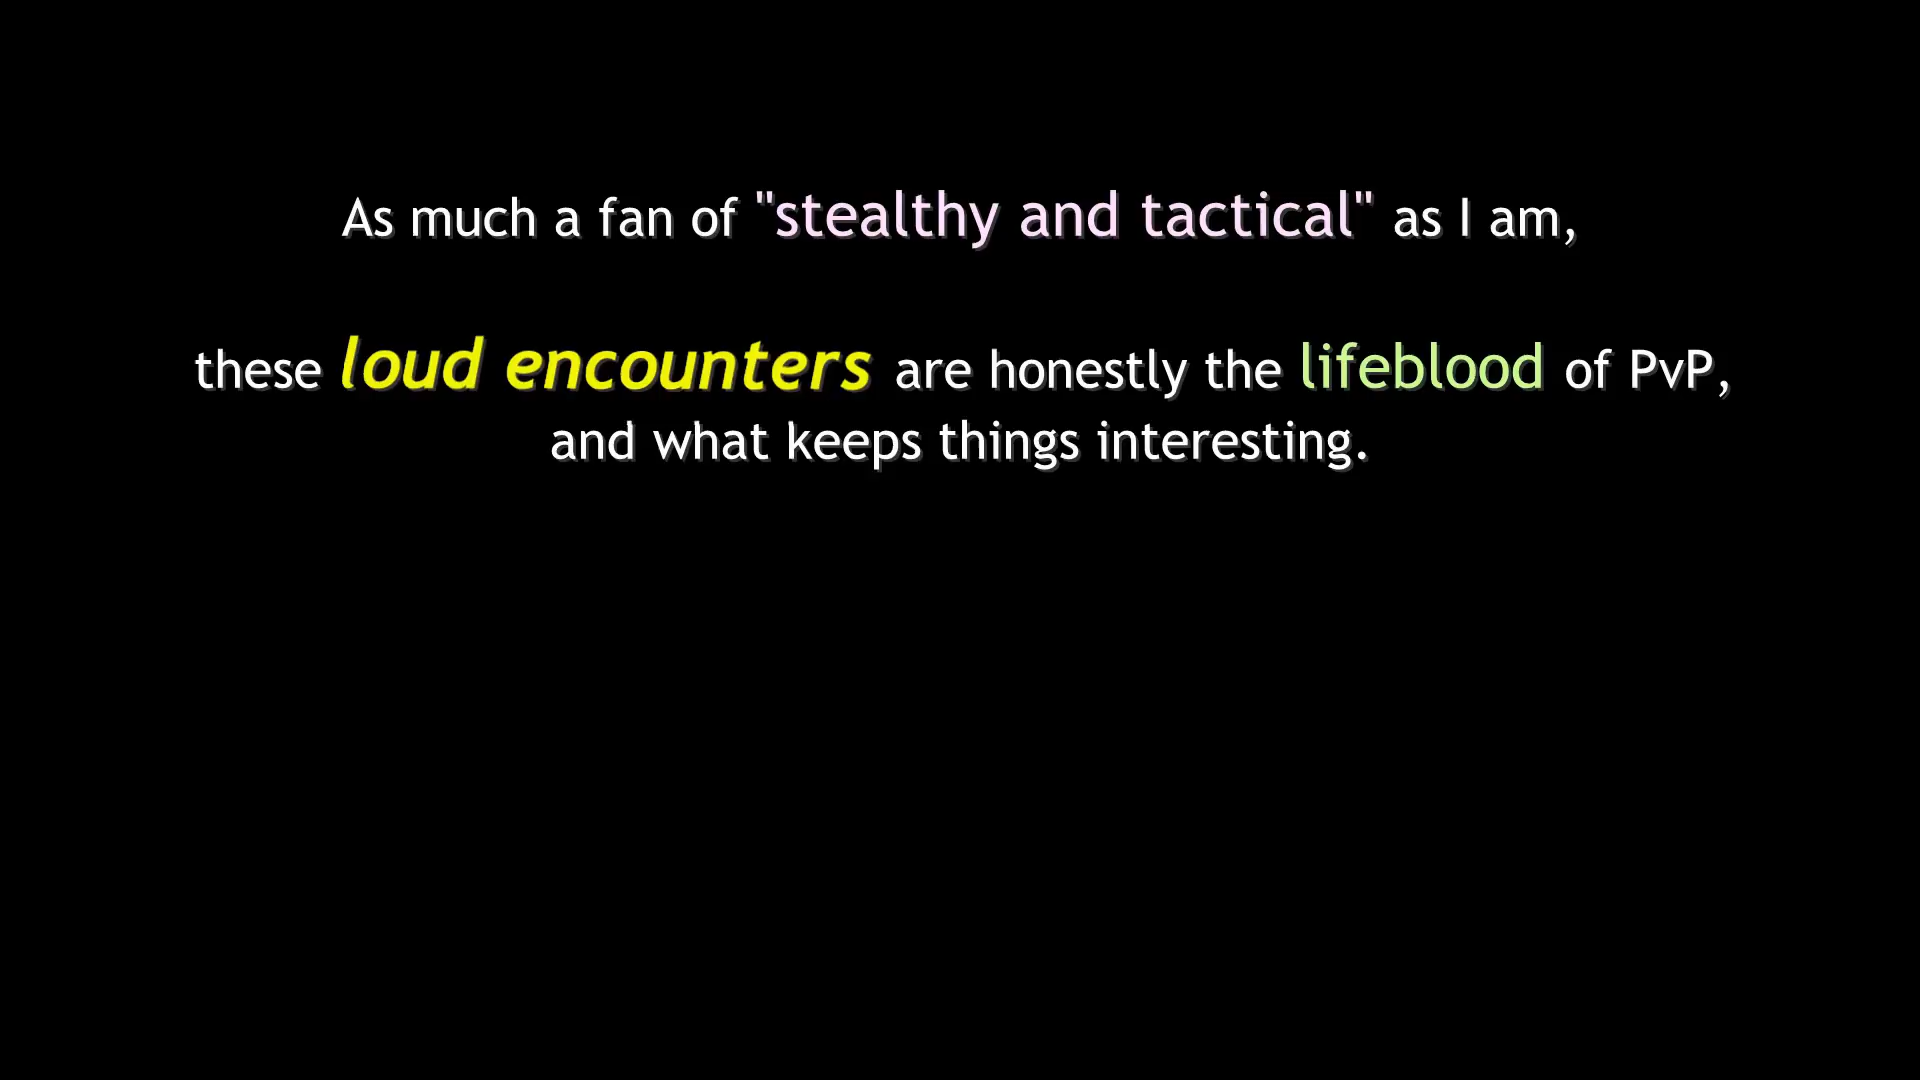 As much a fan of "stealthy and tactical" as I am,
these loud encounters are honestly the lifeblood of PvP,
and what keeps things interesting.